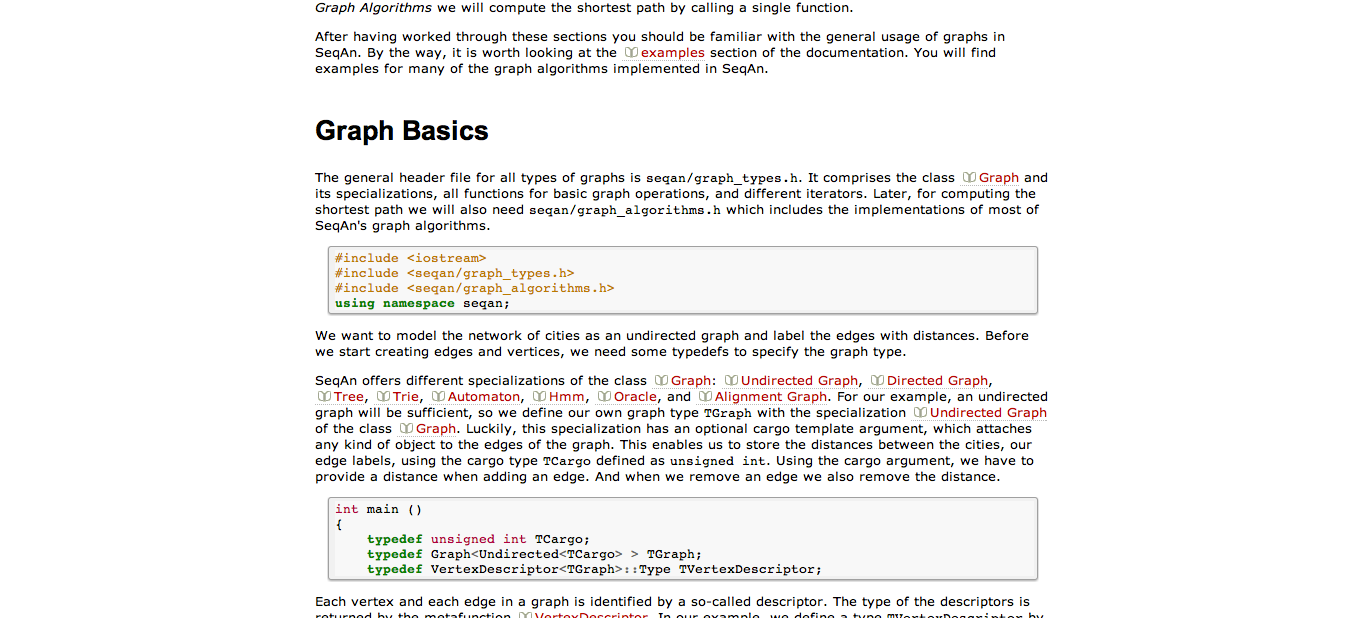 Graph Algorithms we will compute the shortest path by calling a single function.
After having worked through these sections you should be familiar with the general usage of graphs in
SeqAn. By the way, it is worth looking at the examples section of the documentation. You will find
examples for many of the graph algorithms implemented in SeqAn.
Graph Basics
The general header file for all types of graphs is seqan/graph_types.h. It comprises the class Graph and
its specializations, all functions for basic graph operations, and different iterators. Later, for computing the
shortest path we will also need seqan/graph_algorithms.h which includes the implementations of most of
SeqAn's graph algorithms.
#include <iostream>
#include <seqan/graph_types.h>
#include <seqan/graph_algorithms.h>
using namespace seqan;
We want to model the network of cities as an undirected graph and label the edges with distances. Before
we start creating edges and vertices, we need some typedefs to specify the graph type.
SeqAn offers different specializations of the class Graph: Undirected Graph, Directed Graph,
Tree, Trie, Automaton, Hmm, Oracle, and Alignment Graph. For our example, an undirected
graph will be sufficient, so we define our own graph type TGraph with the specialization Undirected Graph
of the class Graph. Luckily, this specialization has an optional cargo template argument, which attaches
any kind of object to the edges of the graph. This enables us to store the distances between the cities, our
edge labels, using the cargo type TCargo defined as unsigned int. Using the cargo argument, we have to
provide a distance when adding an edge. And when we remove an edge we also remove the distance.
int main ()
{
    typedef unsigned int TCargo;
    typedef Graph<Undirected<TCargo> > TGraph;
    typedef VertexDescriptor<TGraph>::Type TVertexDescriptor;
Each vertex and each edge in a graph is identified by a so-called descriptor. The type of the descriptors is
returned by the metafunction VertexDescriptor. In our example, we define a type TVertexDescriptor by